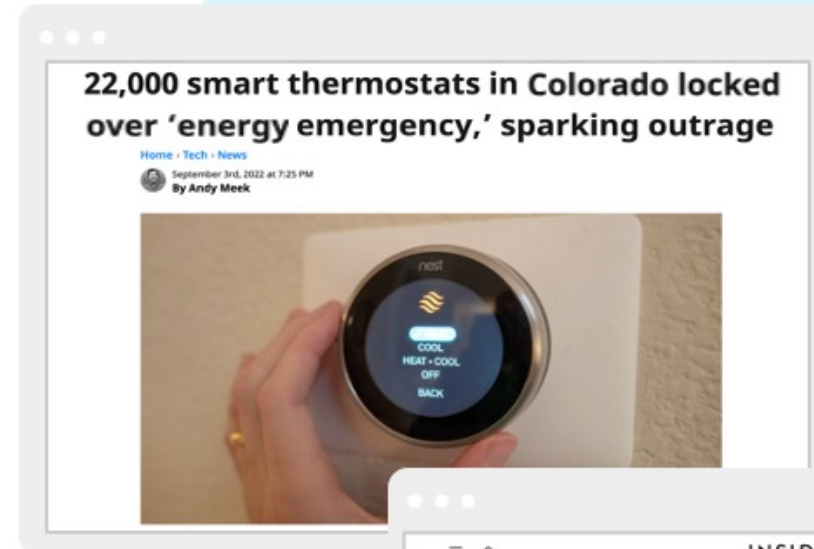 22,000 smart thermostats in Colorado locked
over ‘energy emergency,’ sparking outrage
Home › Tech › News
September 3rd, 2022 at 7:25 PM
By Andy Meek
nest
COOL
HEAT • COOL
OFF
BACK